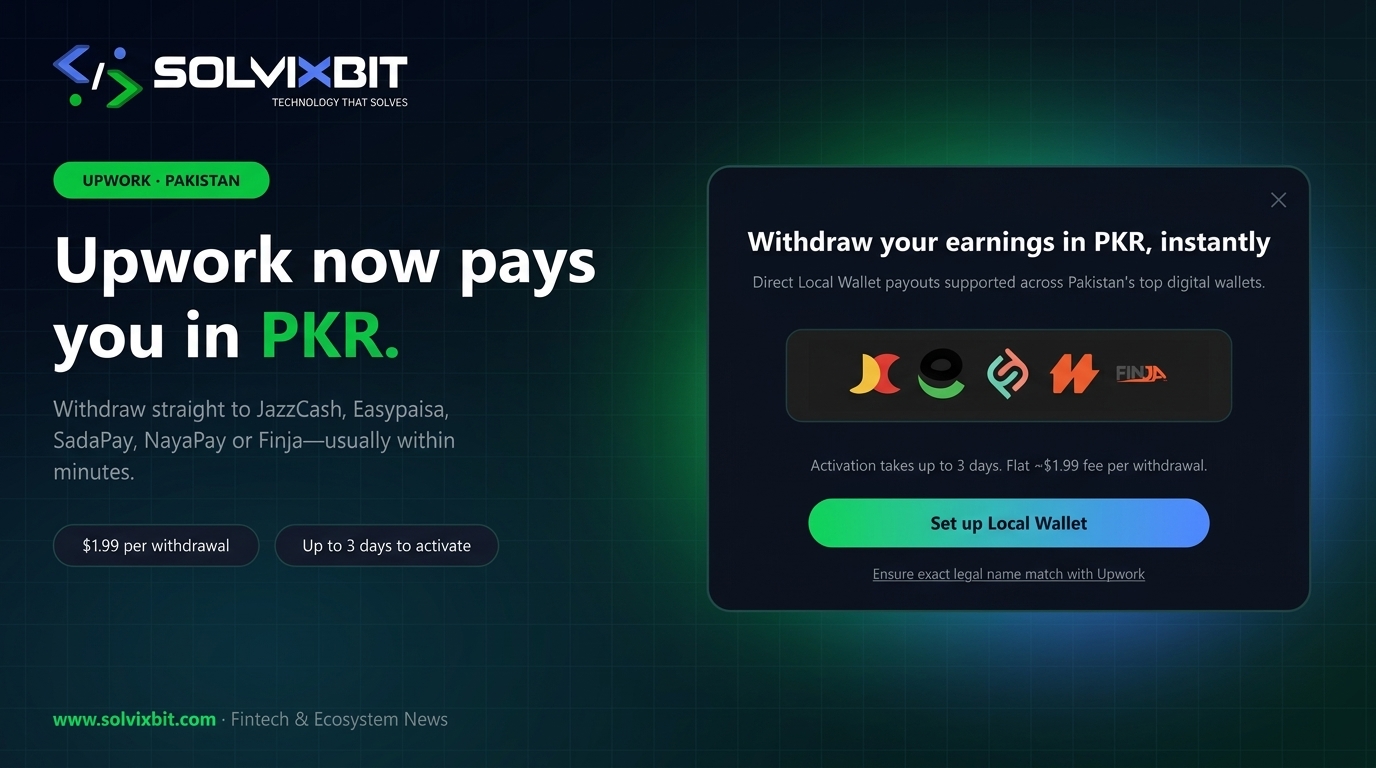 SOLVIXBIT
TECHNOLOGY THAT SOLVES
UPWORK · PAKISTAN
Upwork now pays
you in PKR.
Withdraw straight to JazzCash, Easypaisa,
SadaPay, NayaPay or Finja—usually within
minutes.
$1.99 per withdrawal
Up to 3 days to activate
www.solvixbit.com · Fintech & Ecosystem News
Withdraw your earnings in PKR, instantly
Direct Local Wallet payouts supported across Pakistan's top digital wallets.
FINJA
Activation takes up to 3 days. Flat ~$1.99 fee per withdrawal.
Set up Local Wallet
Ensure exact legal name match with Upwork